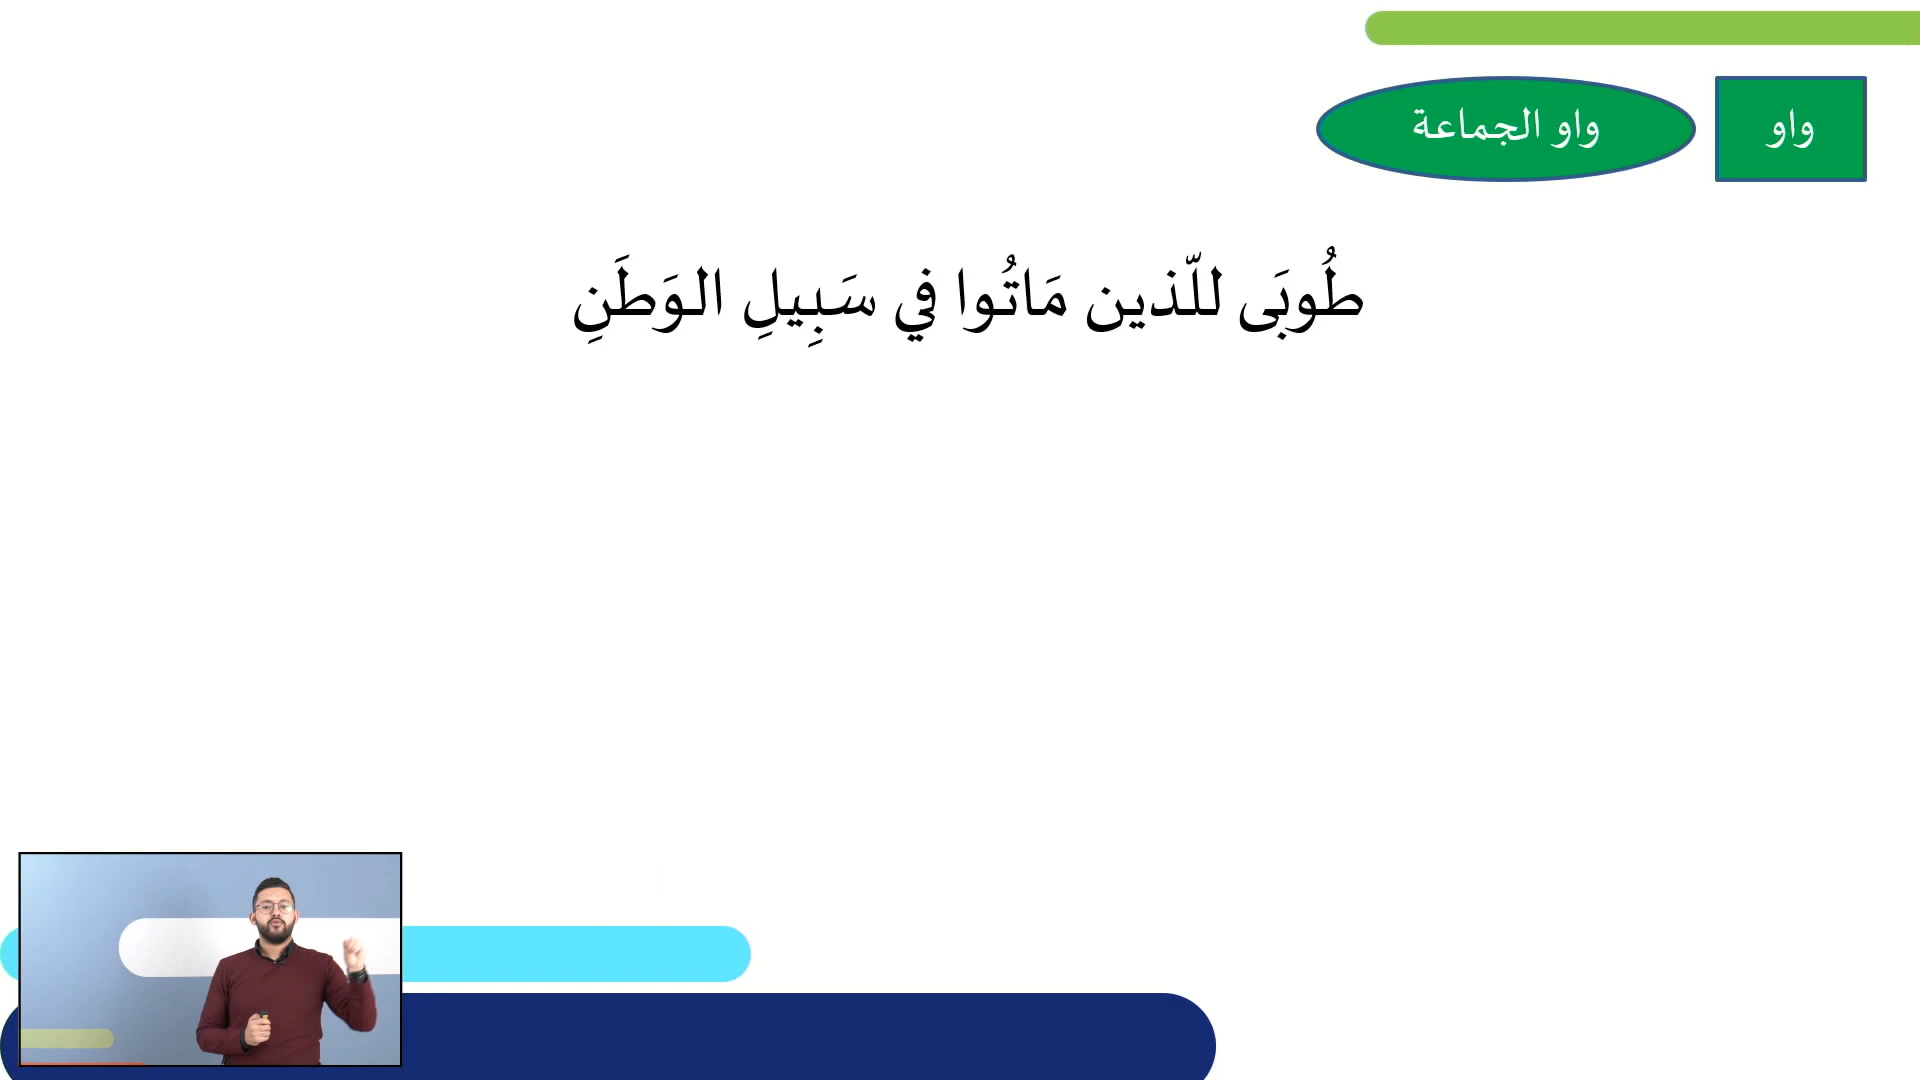 واو
واو الجماعة
طُوبَى للّذين مَاتُوا في سَبِيلِ الوَطَنِ